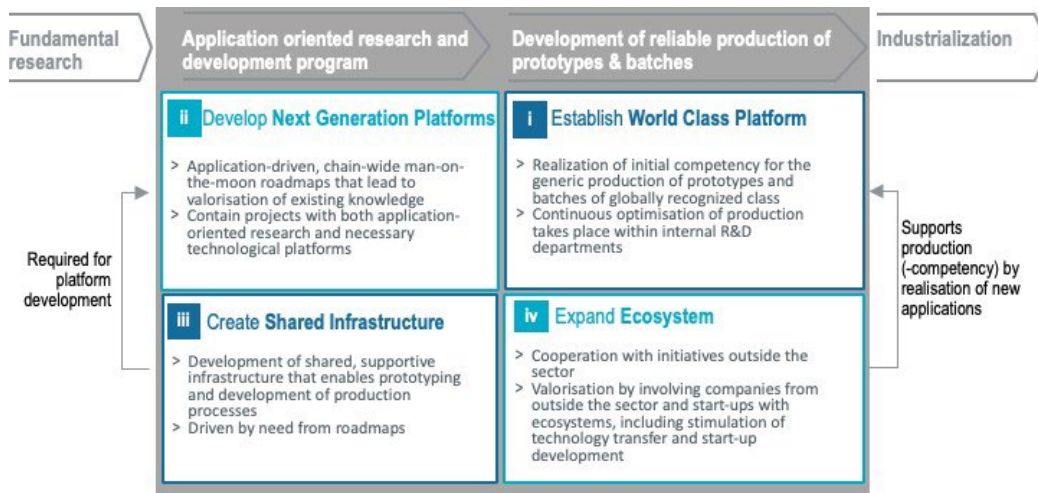 Fundamental
research
Application oriented research and
development program
Development of reliable production of
prototypes & batches
Industrialization
ii Develop Next Generation Platforms
> Application-driven, chain-wide man-on-
the-moon roadmaps that lead to
valorisation of existing knowledge
> Contain projects with both application-
oriented research and necessary
technological platforms
i Establish World Class Platform
> Realization of initial competency for the
generic production of prototypes and
batches of globally recognized class
> Continuous optimisation of production
takes place within internal R&D
departments
Required for
platform
development
Supports
production
(-competency) by
realisation of new
applications
iii Create Shared Infrastructure
> Development of shared, supportive
infrastructure that enables prototyping
and development of production
processes
> Driven by need from roadmaps
iv Expand Ecosystem
> Cooperation with initiatives outside the
sector
> Valorisation by involving companies from
outside the sector and start-ups with
ecosystems, including stimulation of
technology transfer and start-up
development